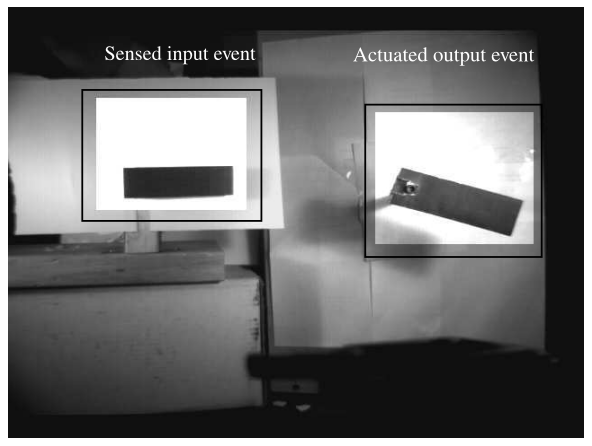 Sensed input event
Actuated output event